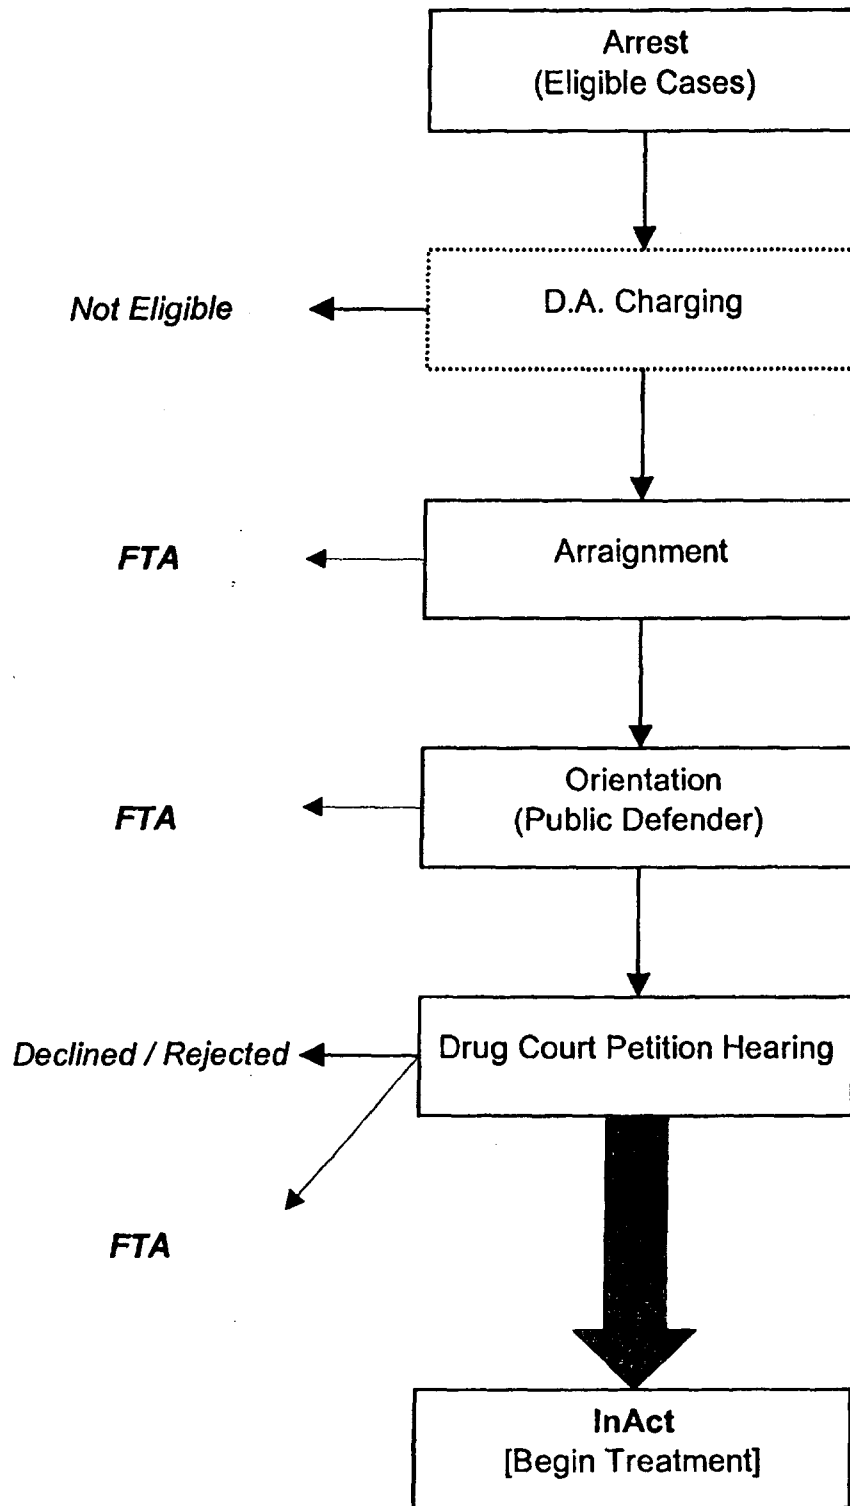 Arrest
(Eligible Cases)
Not Eligible
D.A. Charging
FTA
Arraignment
FTA
Orientation
(Public Defender)
Declined / Rejected
Drug Court Petition Hearing
FTA
InAct
[Begin Treatment]